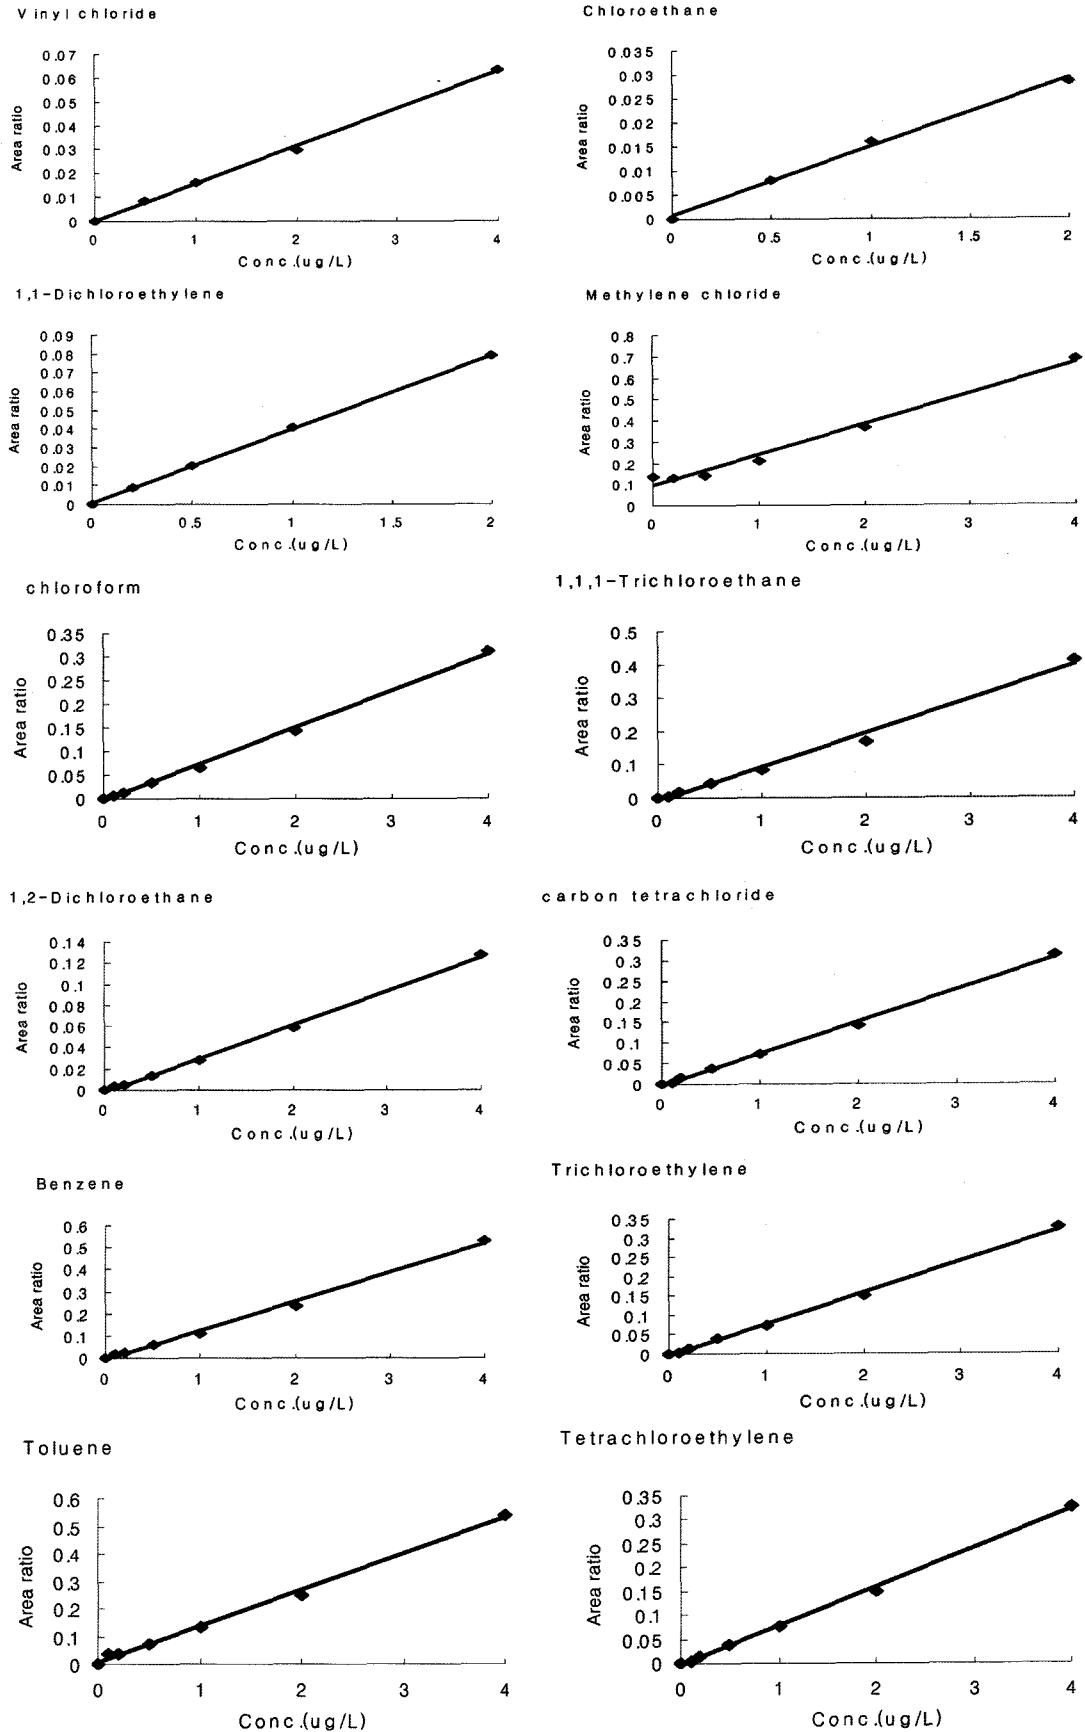 Vinyl chloride
Area ratio
0.07
0.06
0.05
0.04
0.03
0.02
0.01
0
0 1 2 3 4
Conc.(ug/L)
Chloroethane
Area ratio
0.035
0.03
0.025
0.02
0.015
0.01
0.005
0
0 0.5 1 1.5 2
Conc.(ug/L)
1,1-Dichloroethylene
Area ratio
0.09
0.08
0.07
0.06
0.05
0.04
0.03
0.02
0.01
0
0 0.5 1 1.5 2
Conc.(ug/L)
Methylene chloride
Area ratio
0.8
0.7
0.6
0.5
0.4
0.3
0.2
0.1
0
0 1 2 3 4
Conc.(ug/L)
chloroform
Area ratio
0.35
0.3
0.25
0.2
0.15
0.1
0.05
0
0 1 2 3 4
Conc.(ug/L)
1,1,1-Trichloroethane
Area ratio
0.5
0.4
0.3
0.2
0.1
0
0 1 2 3 4
Conc.(ug/L)
1,2-Dichloroethane
Area ratio
0.14
0.12
0.1
0.08
0.06
0.04
0.02
0
0 1 2 3 4
Conc.(ug/L)
carbon tetrachloride
Area ratio
0.35
0.3
0.25
0.2
0.15
0.1
0.05
0
0 1 2 3 4
Conc.(ug/L)
Benzene
Area ratio
0.6
0.5
0.4
0.3
0.2
0.1
0
0 1 2 3 4
Conc.(ug/L)
Trichloroethylene
Area ratio
0.35
0.3
0.25
0.2
0.15
0.1
0.05
0
0 1 2 3 4
Conc.(ug/L)
Toluene
Area ratio
0.6
0.5
0.4
0.3
0.2
0.1
0
0 1 2 3 4
Conc.(ug/L)
Tetrachloroethylene
Area ratio
0.35
0.3
0.25
0.2
0.15
0.1
0.05
0
0 1 2 3 4
Conc.(ug/L)